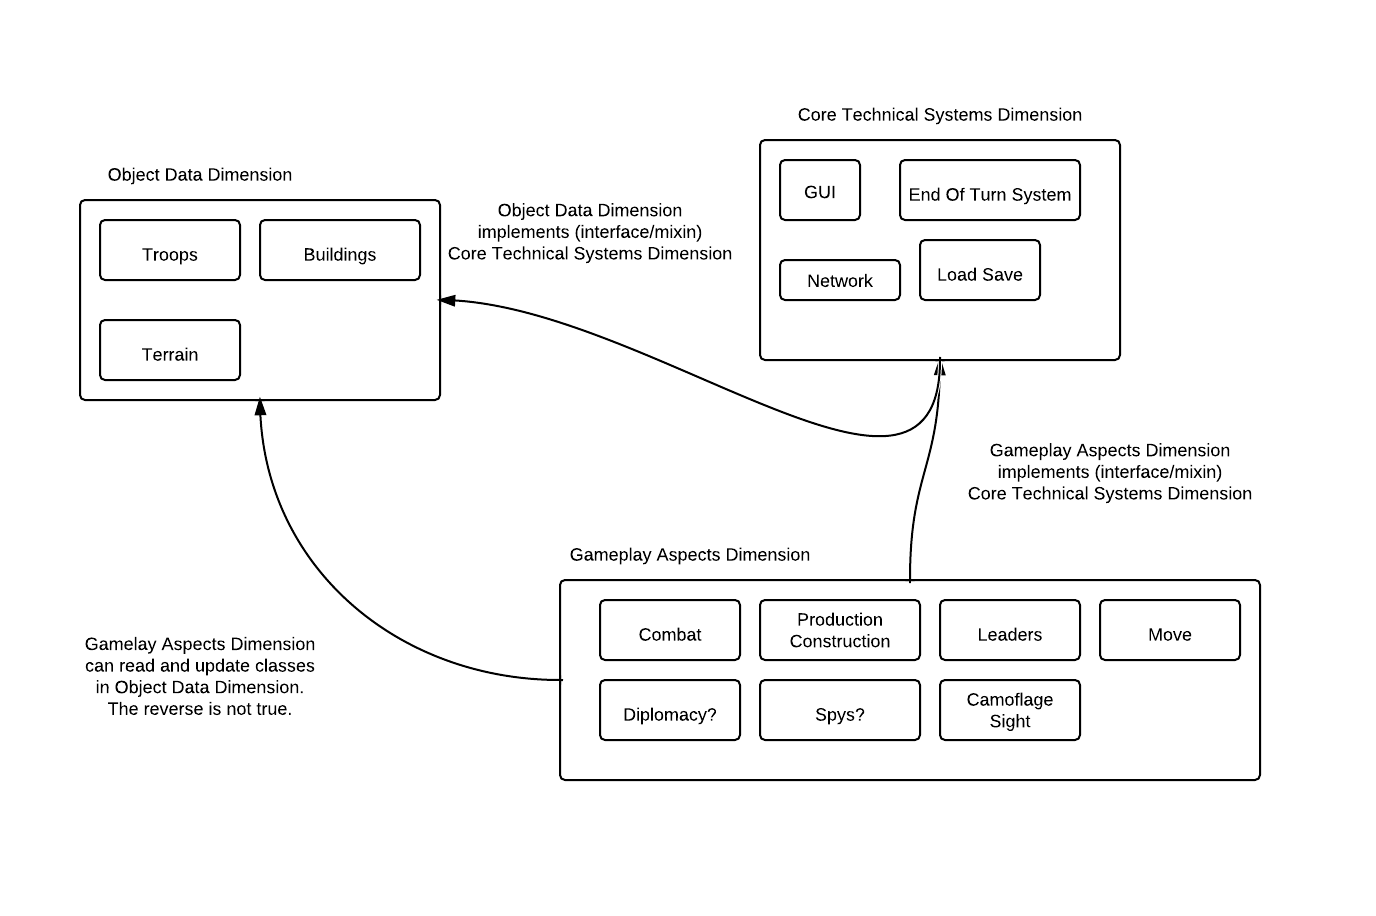 Core Technical Systems Dimension
GUI
End Of Turn System
Network
Load Save
Object Data Dimension
Troops
Buildings
Terrain
Object Data Dimension
implements (interface/mixin)
Core Technical Systems Dimension
Gameplay Aspects Dimension
implements (interface/mixin)
Core Technical Systems Dimension
Gameplay Aspects Dimension
Combat
Production
Construction
Leaders
Move
Diplomacy?
Spys?
Camoflage
Sight
Gamelay Aspects Dimension
can read and update classes
in Object Data Dimension.
The reverse is not true.